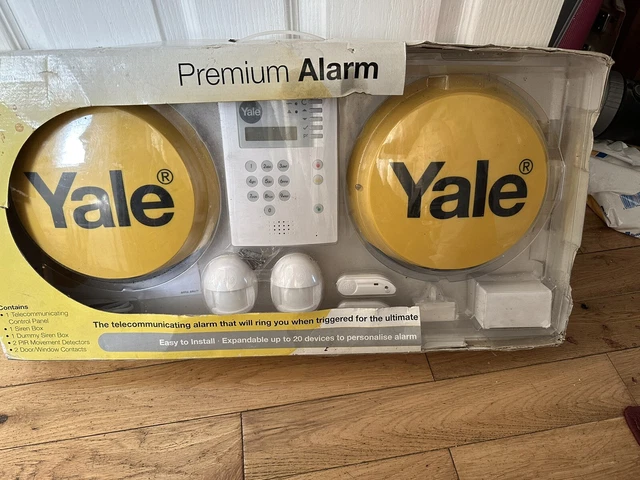 Premium Alarm
Yale
Yale®
Yale®
Contains
• 1 Telecommunicating
Control Panel
• 1 Siren Box
• 1 Dummy Siren Box
• 2 PIR Movement Detectors
• 2 Door/Window Contacts
The telecommunicating alarm that will ring you when triggered for the ultimate
Easy to Install · Expandable up to 20 devices to personalise alarm